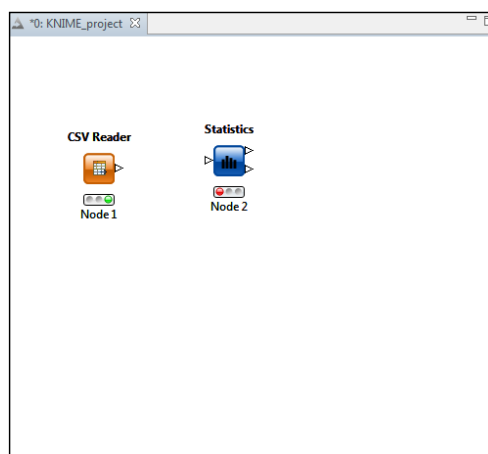 *0: KNIME_project
CSV Reader
Statistics
Node 1
Node 2